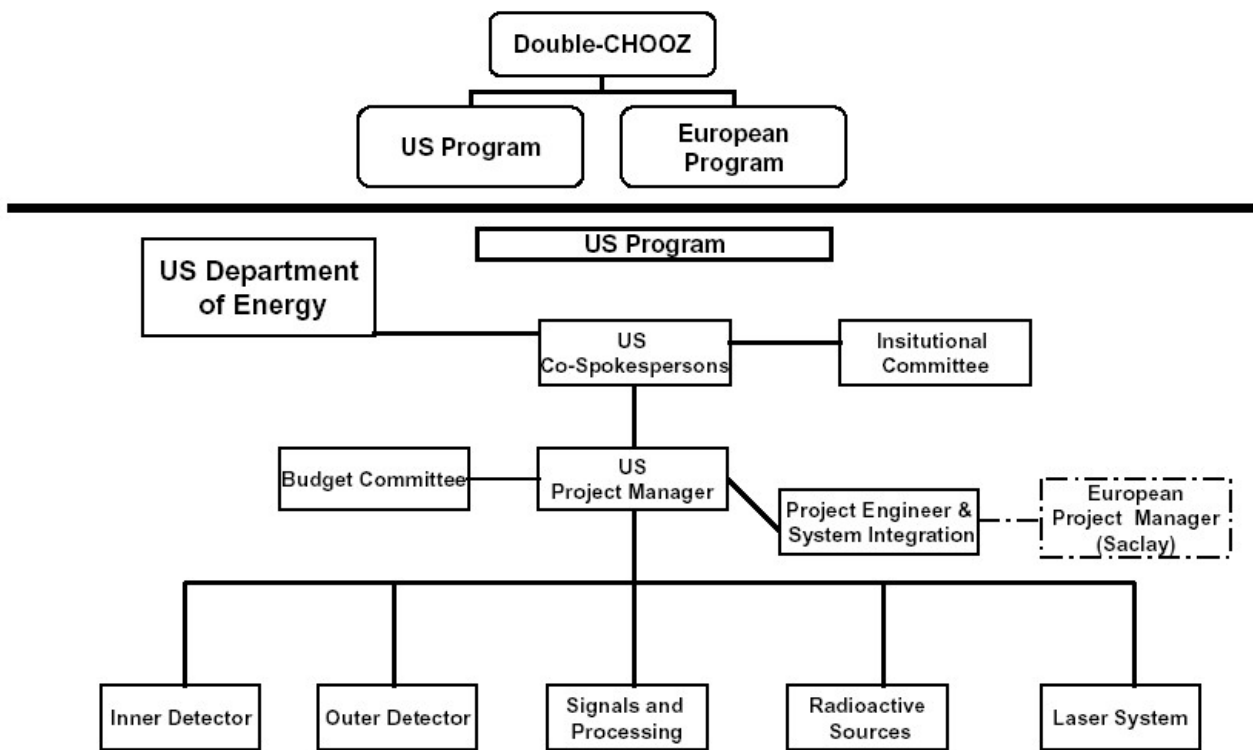 Double-CHOOZ
US Program
European
Program
US Program
US Department
of Energy
US
Co-Spokespersons
Insitutional
Committee
Budget Committee
US
Project Manager
Project Engineer &
System Integration
European
Project Manager
(Saclay)
Inner Detector
Outer Detector
Signals and
Processing
Radioactive
Sources
Laser System